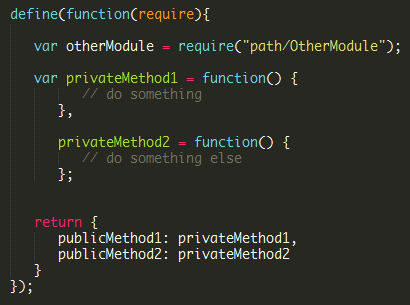 define(function(require){
var otherModule = require("path/OtherModule");
var privateMethod1 = function() {
// do something
},
privateMethod2 = function() {
// do something else
};
return {
publicMethod1: privateMethod1,
publicMethod2: privateMethod2
}
});